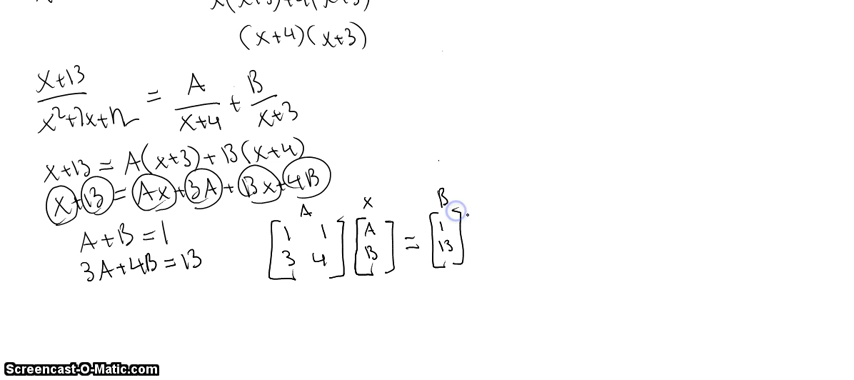 (x+4)(x+3)
x+13 / x²+7x+12 = A / x+4 + B / x+3
x+13 = A(x+3)+B(x+4)
x+13 = Ax+3A+Bx+4B
A+B=1
3A+4B=13
A X B
[1 1] [A] = [1]
[3 4] [B] [13]
Screencast-O-Matic.com